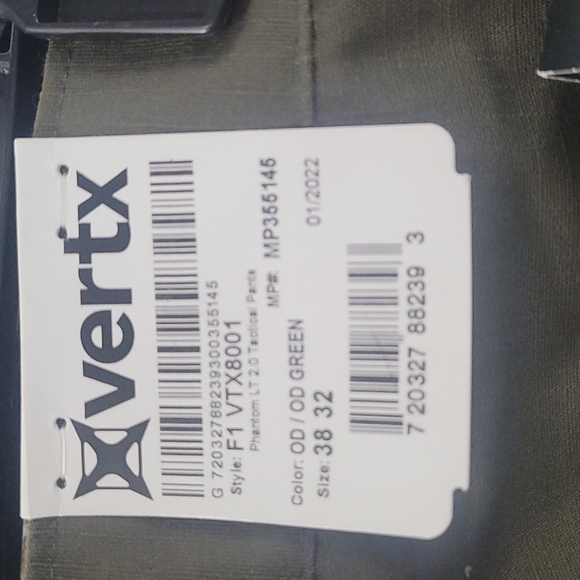 vertx
G 72032788239300355145
Style: F1 VTX8001
Phantom LT 2.0 Tactical Pants
MP#: MP355145
Color: OD / OD GREEN
Size: 38 32
01/2022
7 20327 88239 3